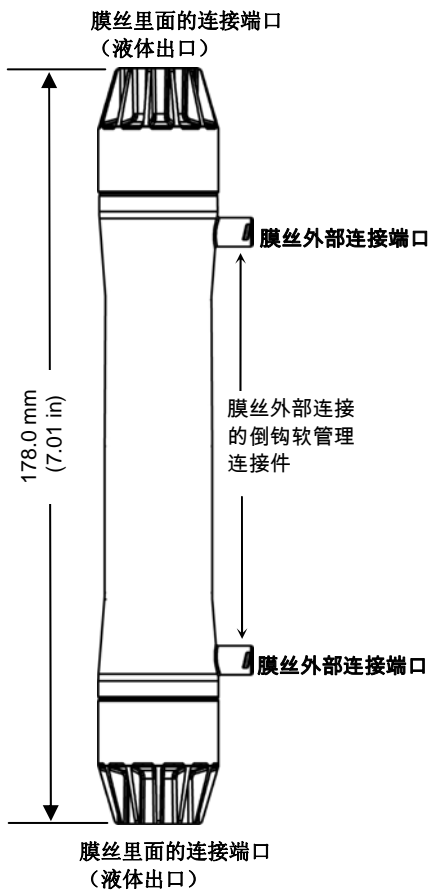 膜丝里面的连接端口
（液体出口）
膜丝外部连接端口
178.0 mm
(7.01 in)
膜丝外部连接
的倒钩软管理
连接件
膜丝外部连接端口
膜丝里面的连接端口
（液体出口）